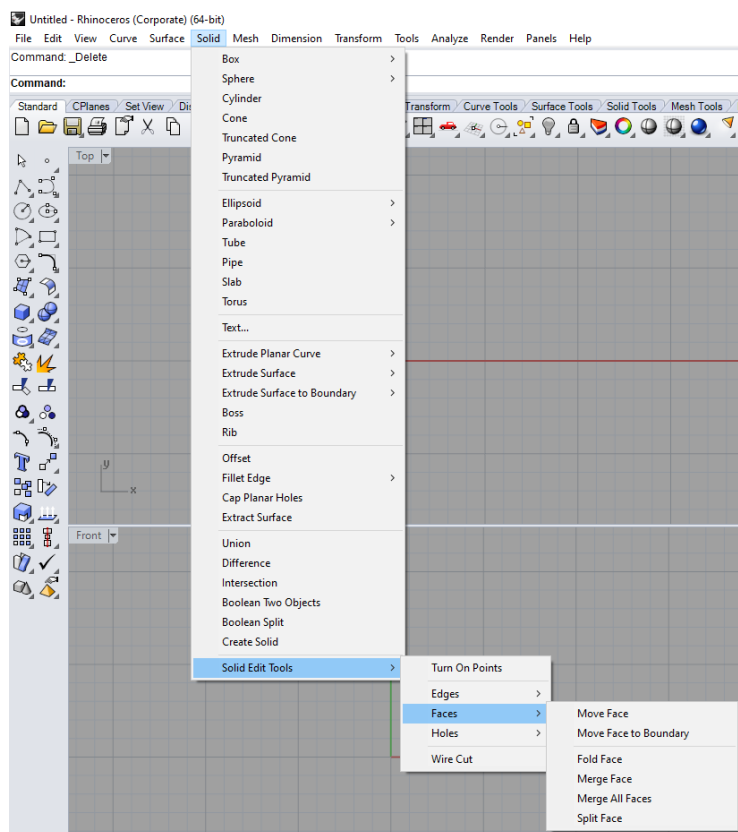 Untitled - Rhinoceros (Corporate) (64-bit)
File Edit View Curve Surface Solid Mesh Dimension Transform Tools Analyze Render Panels Help
Command: _Delete
Command:
Standard CPlanes Set View Transform Curve Tools Surface Tools Solid Tools Mesh Tools
Top
Box
Sphere
Cylinder
Cone
Truncated Cone
Pyramid
Truncated Pyramid
Ellipsoid
Paraboloid
Tube
Pipe
Slab
Torus
Text...
Extrude Planar Curve
Extrude Surface
Extrude Surface to Boundary
Boss
Rib
Offset
Fillet Edge
Cap Planar Holes
Extract Surface
Union
Difference
Intersection
Boolean Two Objects
Boolean Split
Create Solid
Solid Edit Tools
y
x
Front
Turn On Points
Edges
Faces
Holes
Wire Cut
Move Face
Move Face to Boundary
Fold Face
Merge Face
Merge All Faces
Split Face